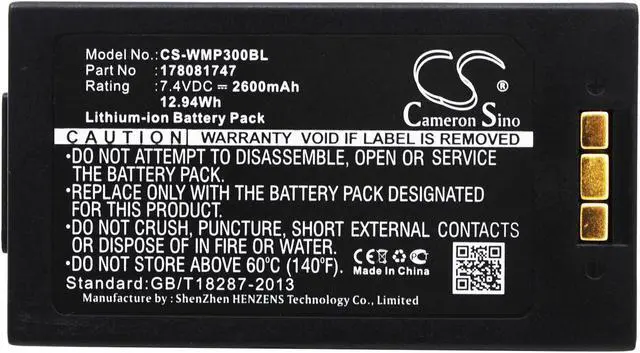 Model No.: CS-WMP300BL
Part No : 178081747
Rating : 7.4VDC ⎓ 2600mAh
12.94Wh
Lithium-ion Battery Pack
CS
Cameron Sino
®
CAUTION WARRANTY VOID IF LABEL IS REMOVED
•DO NOT ATTEMPT TO DISASSEMBLE, OPEN OR SERVICE
THE BATTERY PACK.
•REPLACE ONLY WITH THE BATTERY PACK DESIGNATED
FOR THIS PRODUCT.
•DO NOT CRUSH, PUNCTURE, SHORT EXTERNAL CONTACTS
OR DISPOSE OF IN FIRE OR WATER.
•DO NOT STORE ABOVE 60℃ (140℉).
CE FC
Made in China
Standard:GB/T18287-2013
Manufacture by : ShenZhen HENZENS Technology Co., Limited